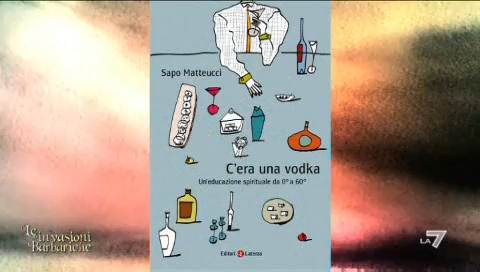 Sapo Matteucci
C'era una vodka
Un'educazione spirituale da 0° a 60°
Editori Laterza
le invasioni
Barbariche
LA7